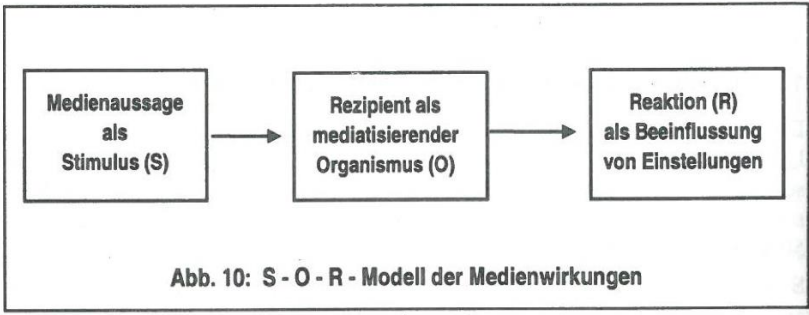 Medienaussage
als
Stimulus (S)
Rezipient als
mediatisierender
Organismus (O)
Reaktion (R)
als Beeinflussung
von Einstellungen
Abb. 10: S - O - R - Modell der Medienwirkungen